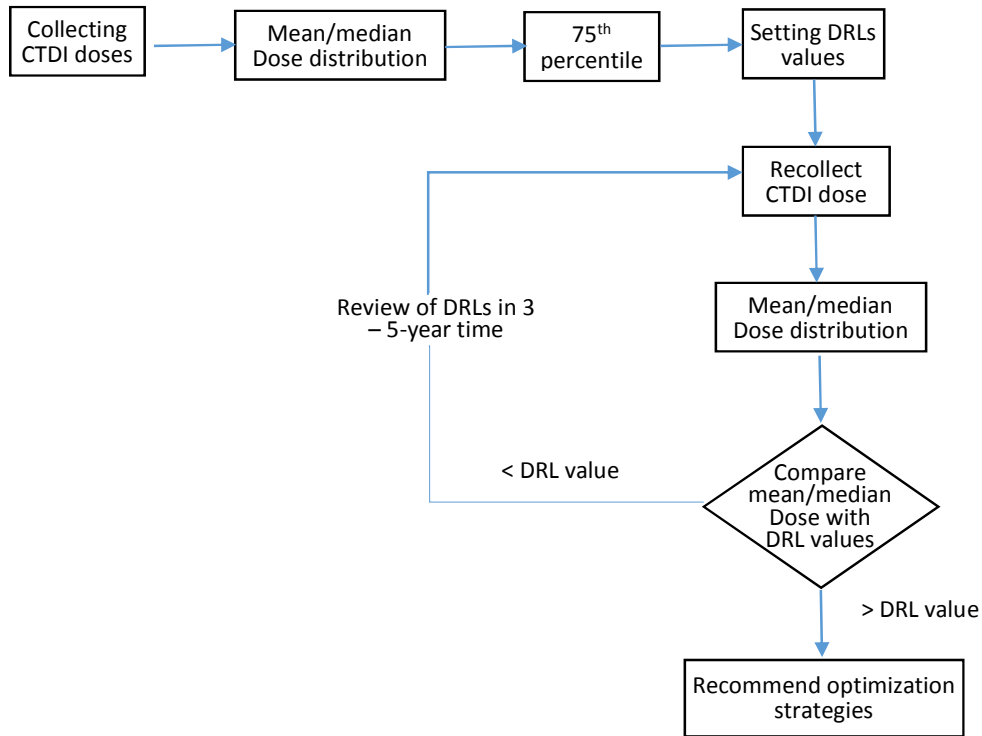 Collecting
CTDI doses
Mean/median
Dose distribution
75th
percentile
Setting DRLs
values
Recollect
CTDI dose
Review of DRLs in 3
– 5-year time
Mean/median
Dose distribution
< DRL value
Compare
mean/median
Dose with
DRL values
> DRL value
Recommend optimization
strategies